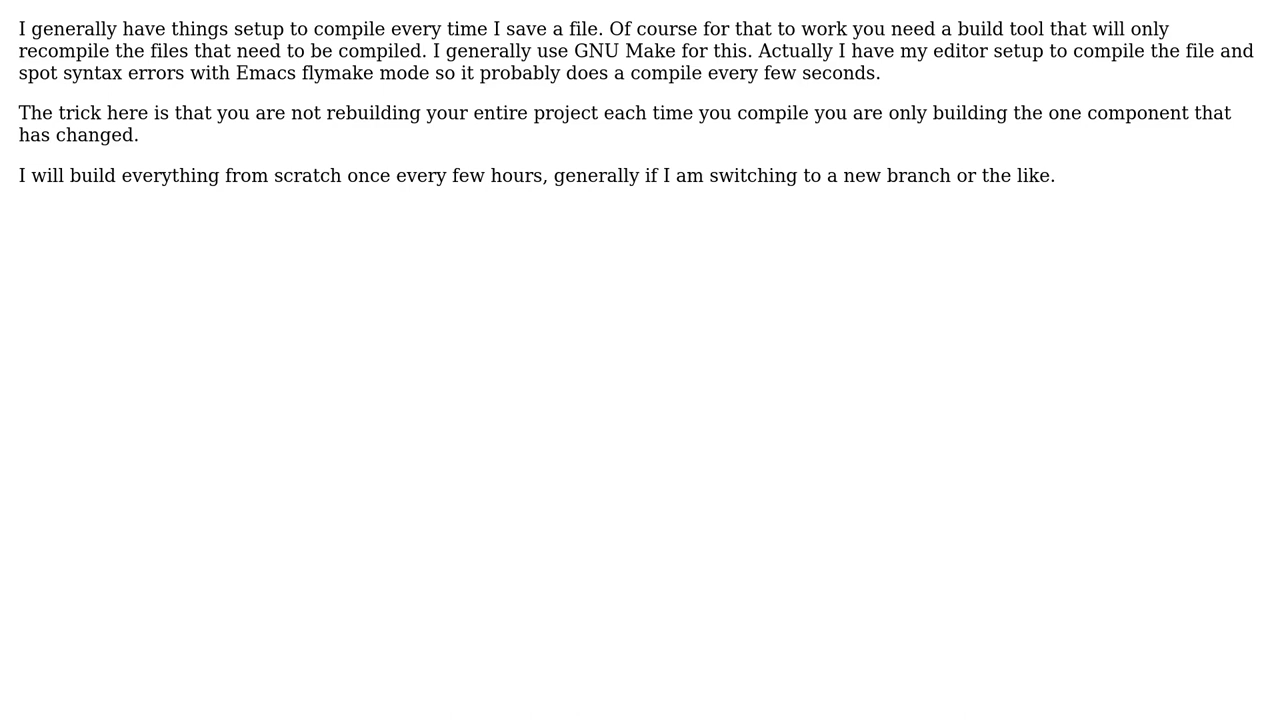 I generally have things setup to compile every time I save a file. Of course for that to work you need a build tool that will only
recompile the files that need to be compiled. I generally use GNU Make for this. Actually I have my editor setup to compile the file and
spot syntax errors with Emacs flymake mode so it probably does a compile every few seconds.
The trick here is that you are not rebuilding your entire project each time you compile you are only building the one component that
has changed.
I will build everything from scratch once every few hours, generally if I am switching to a new branch or the like.